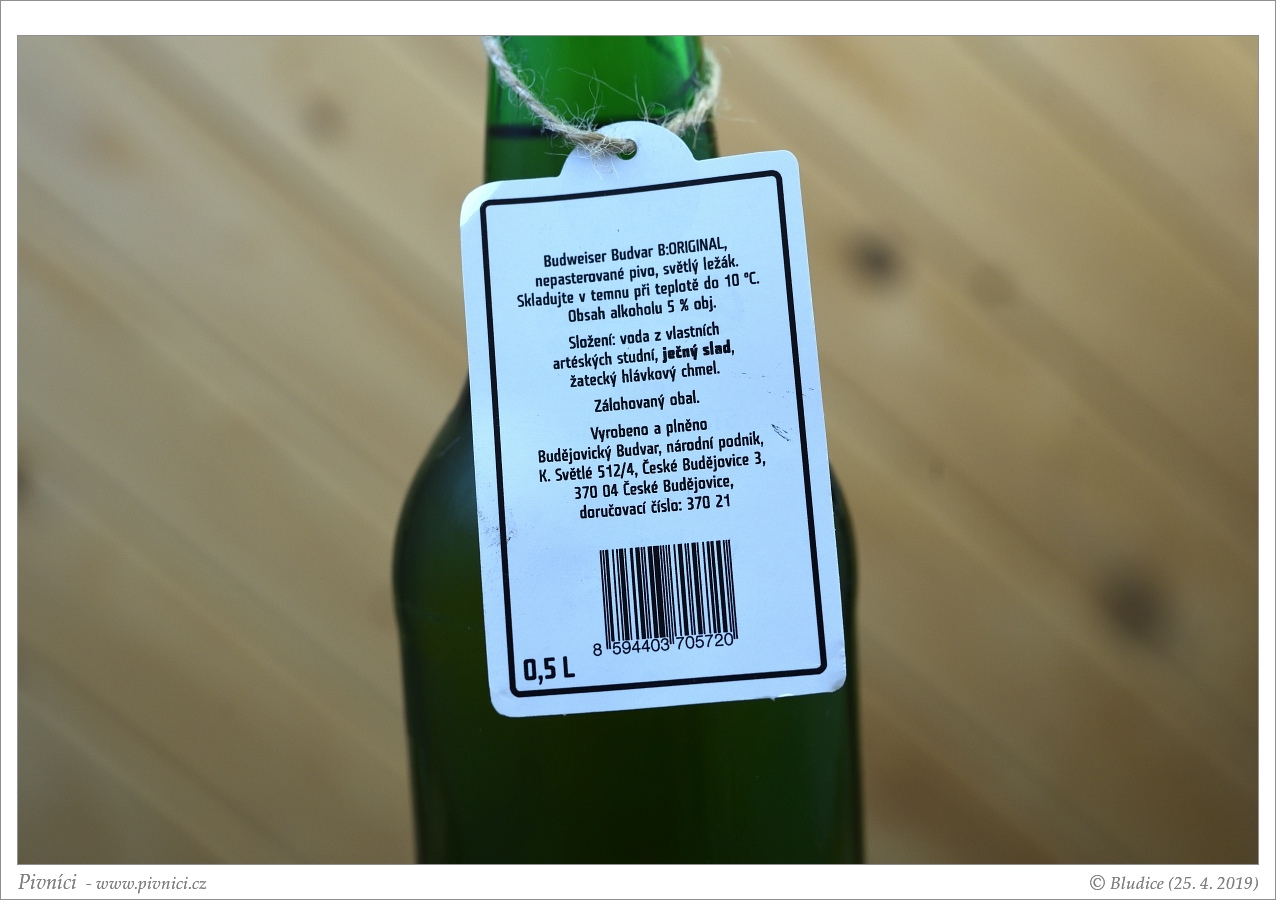 Budweiser Budvar B:ORIGINAL,
nepasterované pivo, světlý ležák.
Skladujte v temnu při teplotě do 10 °C.
Obsah alkoholu 5 % obj.
Složení: voda z vlastních
artéských studní, ječný slad,
žatecký hlávkový chmel.
Zálohovaný obal.
Vyrobeno a plněno
Budějovický Budvar, národní podnik,
K. Světlé 512/4, České Budějovice 3,
370 04 České Budějovice,
doručovací číslo: 370 21
8 594403 705720
0,5 L
Pivníci - www.pivnici.cz
© Bludice (25. 4. 2019)